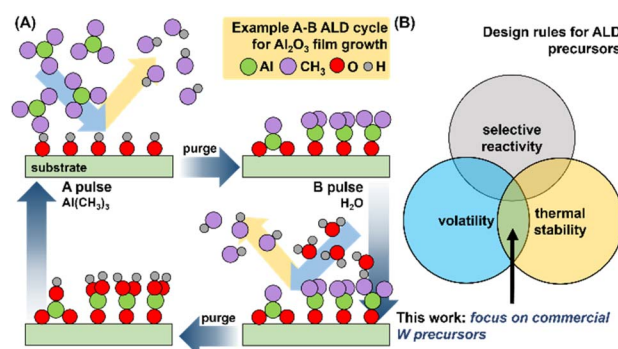 (A)
Example A-B ALD cycle
for Al₂O₃ film growth
Al CH₃ O H
substrate
purge
A pulse
Al(CH₃)₃
B pulse
H₂O
purge
(B)
Design rules for ALD
precursors
selective
reactivity
volatility
thermal
stability
This work: focus on commercial
W precursors